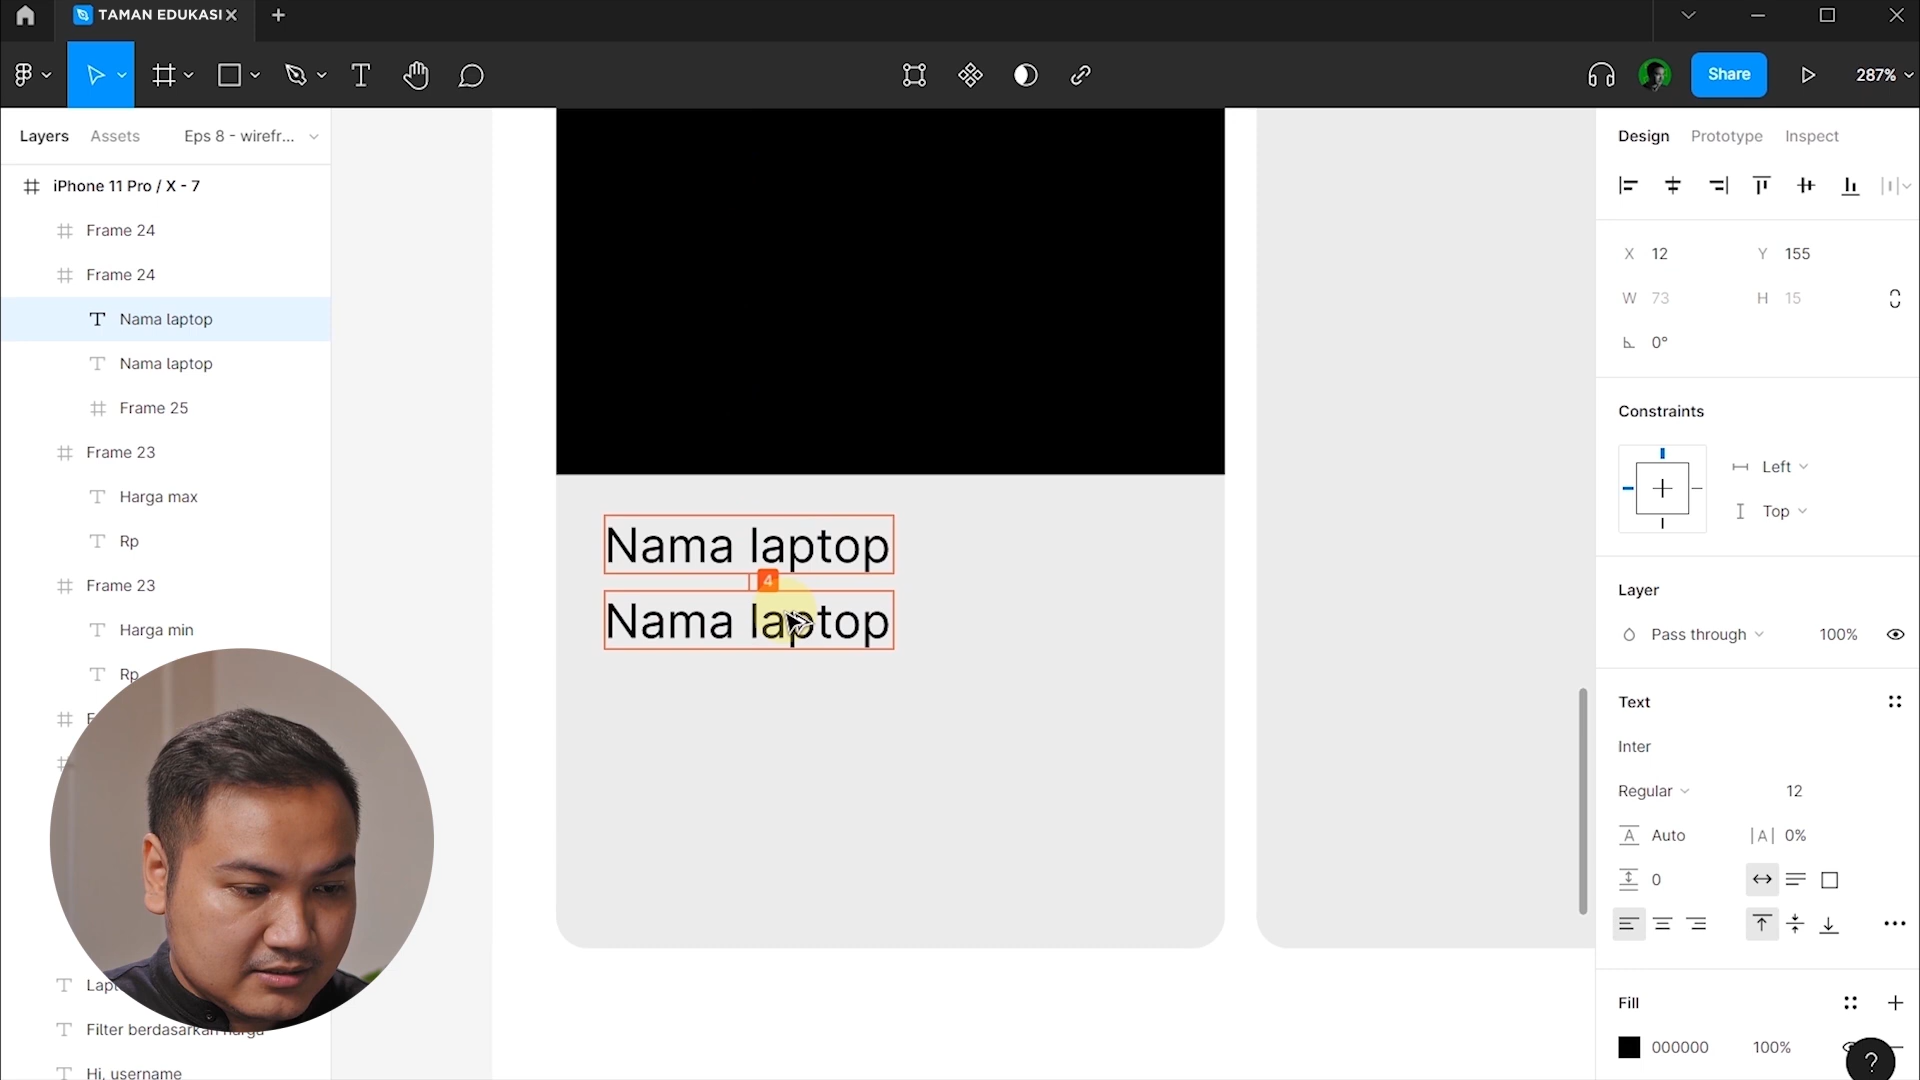 TAMAN EDUKASI
Share
287%
Layers
Assets
Eps 8 - wirefr...
iPhone 11 Pro / X - 7
Frame 24
Frame 24
Nama laptop
Nama laptop
Frame 25
Frame 23
Harga max
Rp
Frame 23
Harga min
Rp
Filter berdasarkan harga
Hi, username
Nama laptop
4
Nama laptop
Design
Prototype
Inspect
X 12
Y 155
W 73
H 15
0°
Constraints
Left
Top
Layer
Pass through
100%
Text
Inter
Regular
12
A Auto
|A| 0%
0
Fill
000000
100%
?